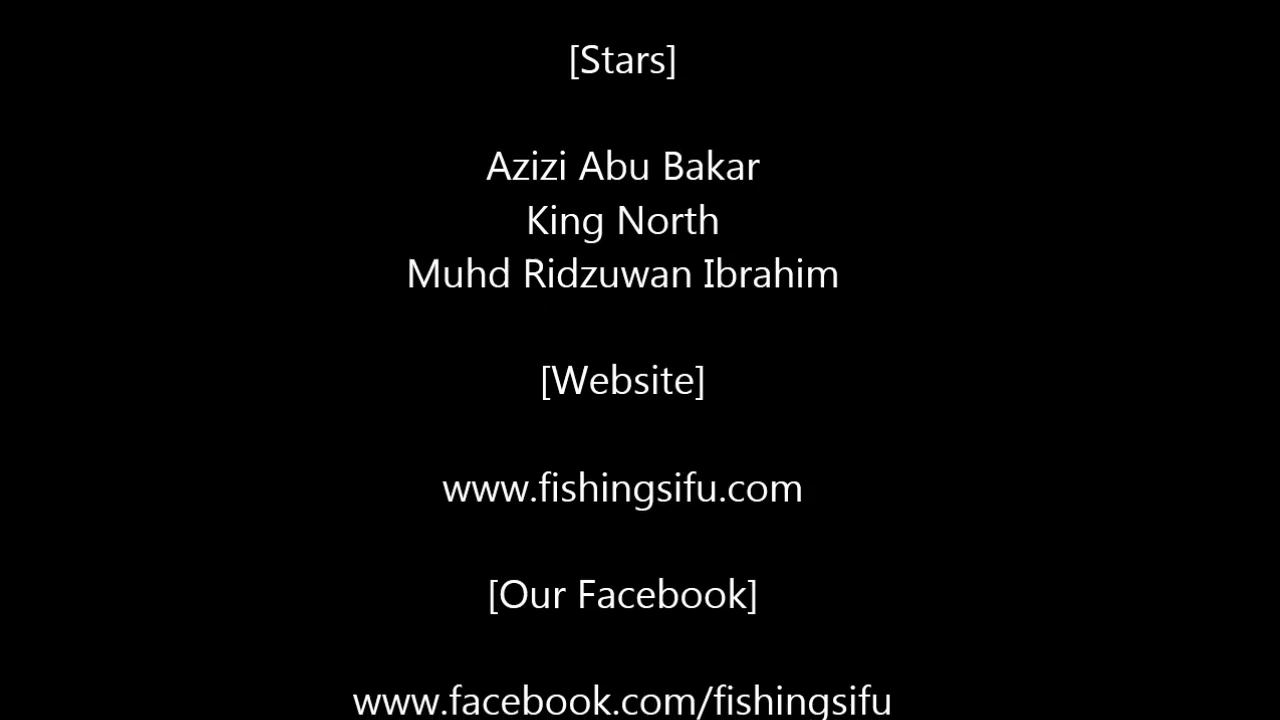 [Stars]
Azizi Abu Bakar
King North
Muhd Ridzuwan Ibrahim
[Website]
www.fishingsifu.com
[Our Facebook]
www.facebook.com/fishingsifu